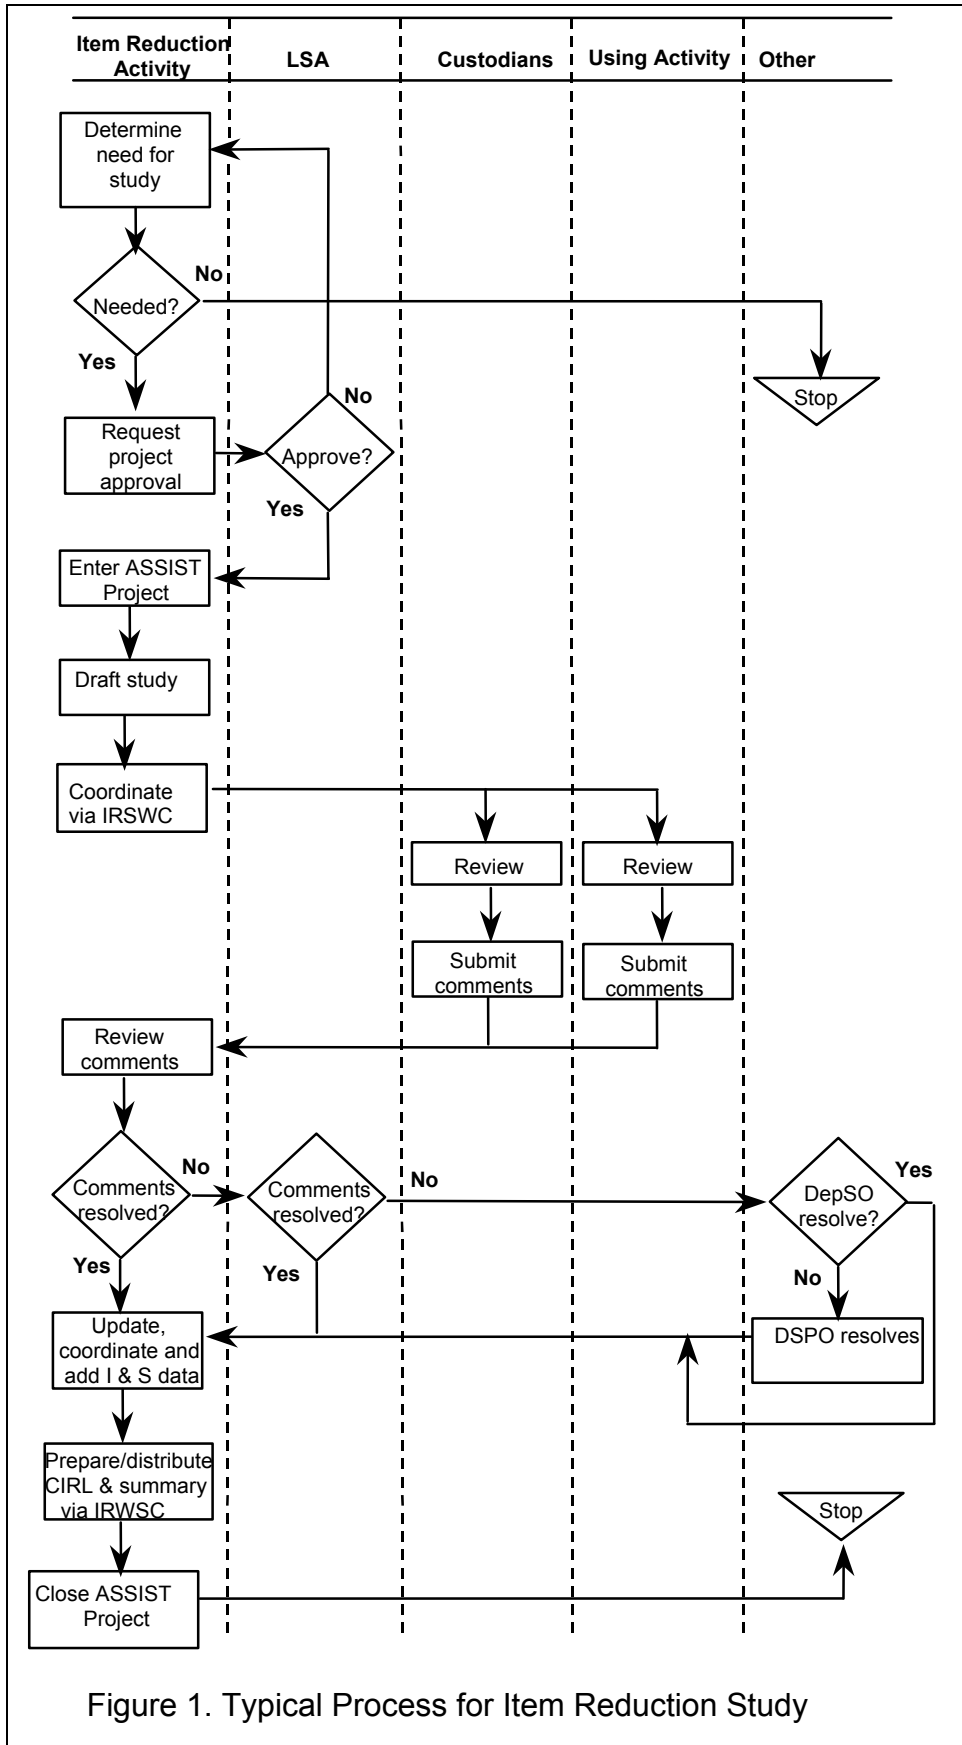 Item Reduction
Activity
LSA
Custodians
Using Activity
Other
Determine
need for
study
No
Needed?
Yes
Stop
No
Request
project
approval
Approve?
Yes
Enter ASSIST
Project
Draft study
Coordinate
via IRSWC
Review
Review
Submit
comments
Submit
comments
Review
comments
Comments
resolved?
No
Comments
resolved?
No
DepSO
resolve?
Yes
Yes
Yes
No
Update,
coordinate and
add I & S data
DSPO resolves
Prepare/distribute
CIRL & summary
via IRWSC
Stop
Close ASSIST
Project
Figure 1. Typical Process for Item Reduction Study